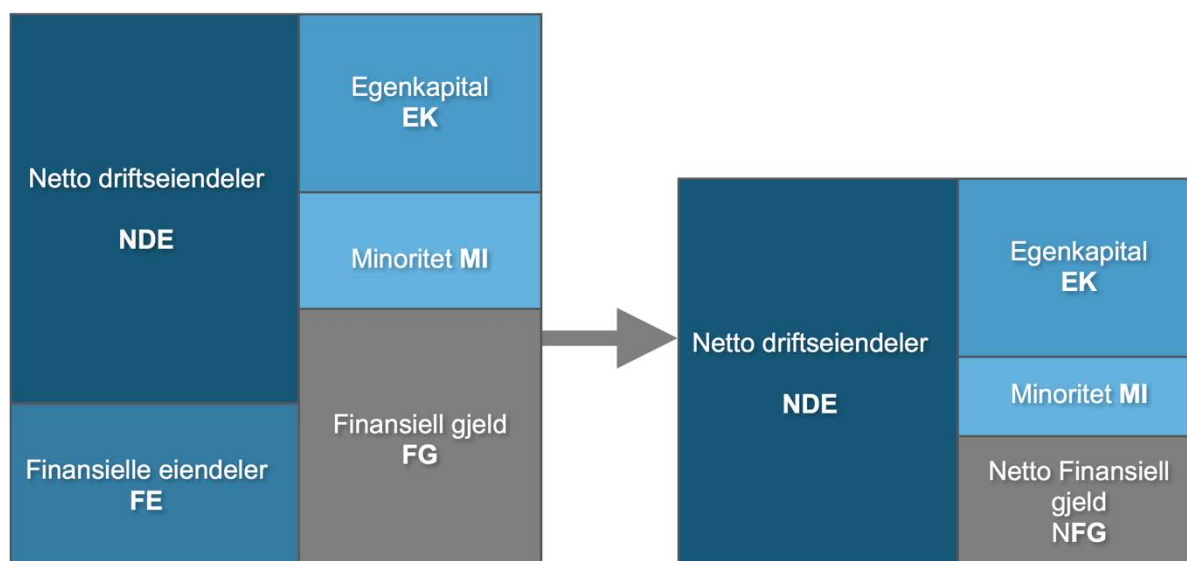 Netto driftseiendeler
NDE
Finansielle eiendeler
FE
Egenkapital
EK
Minoritet MI
Finansiell gjeld
FG
Netto driftseiendeler
NDE
Egenkapital
EK
Minoritet MI
Netto Finansiell
gjeld
NFG